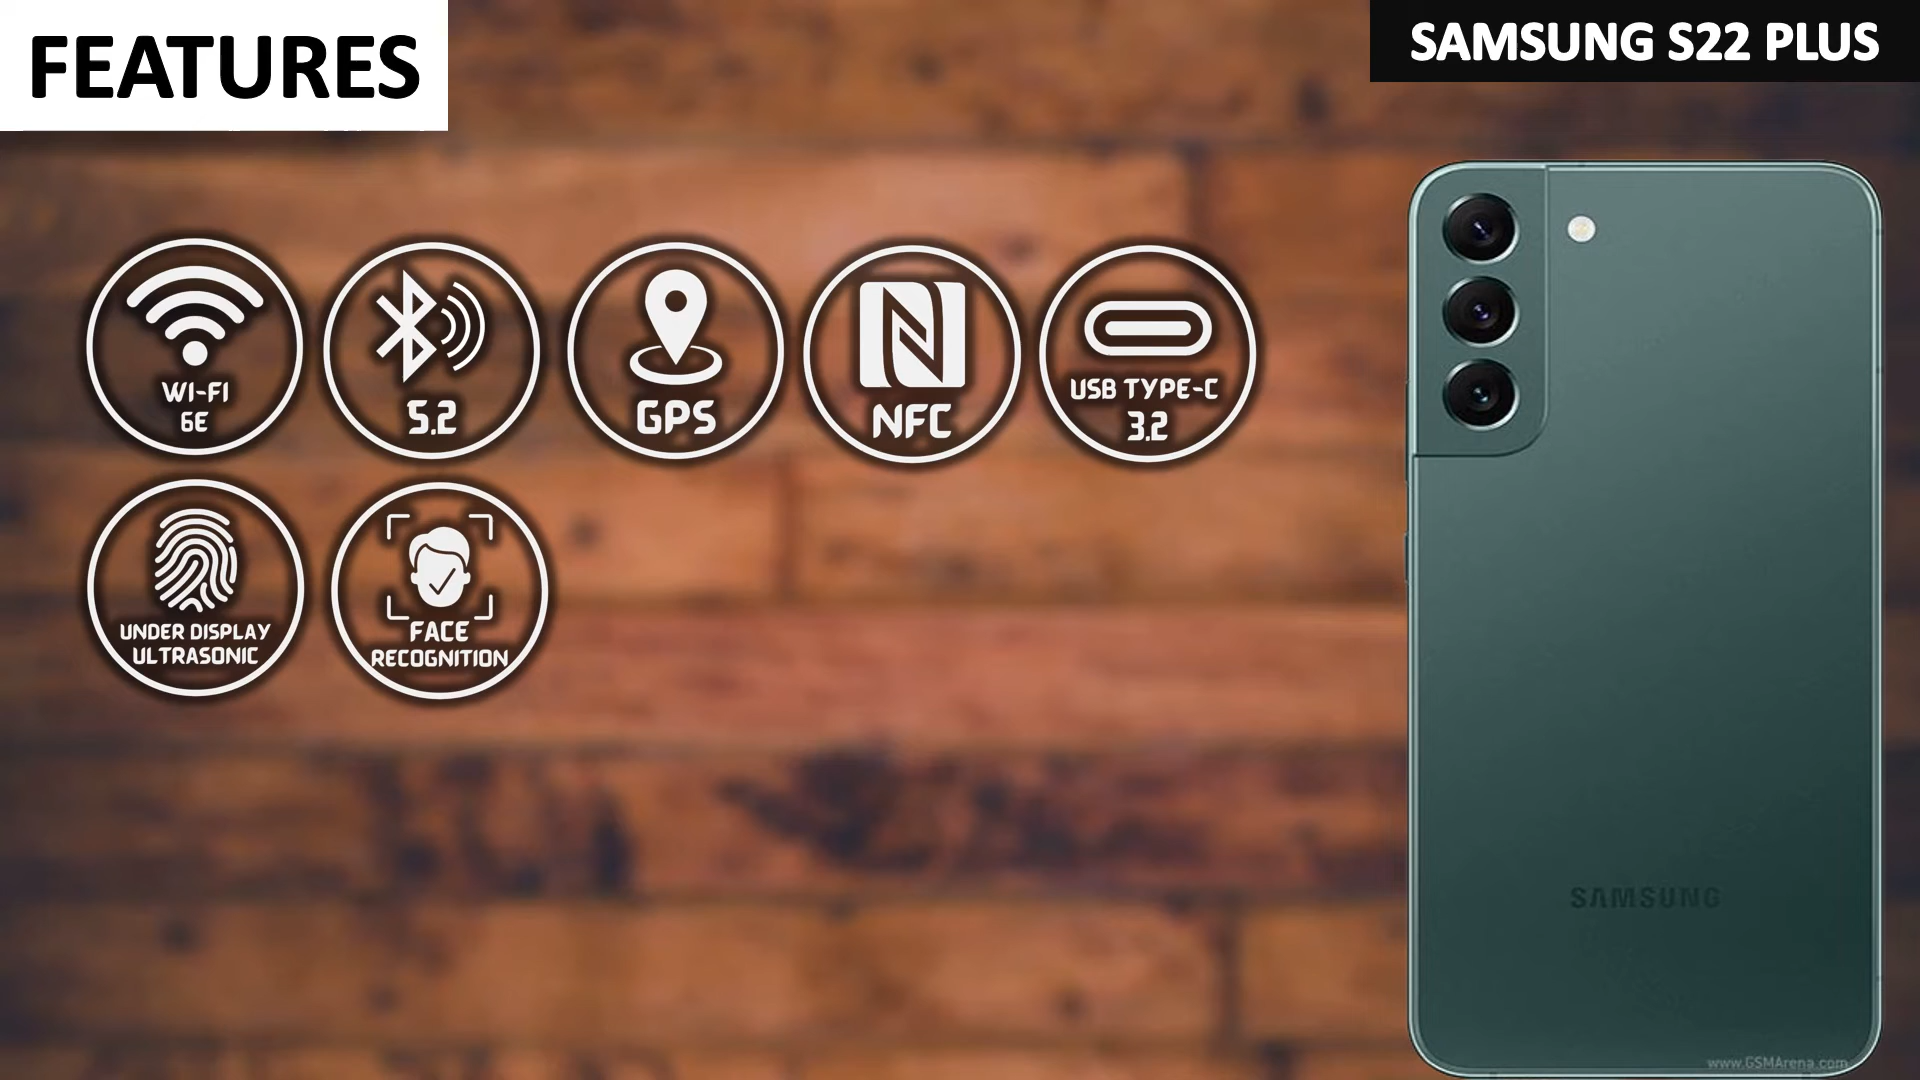 FEATURES
SAMSUNG S22 PLUS
WI-FI
6E
5.2
GPS
NFC
USB TYPE-C
3.2
UNDER DISPLAY
ULTRASONIC
FACE
RECOGNITION
SAMSUNG
www.GSMArena.com